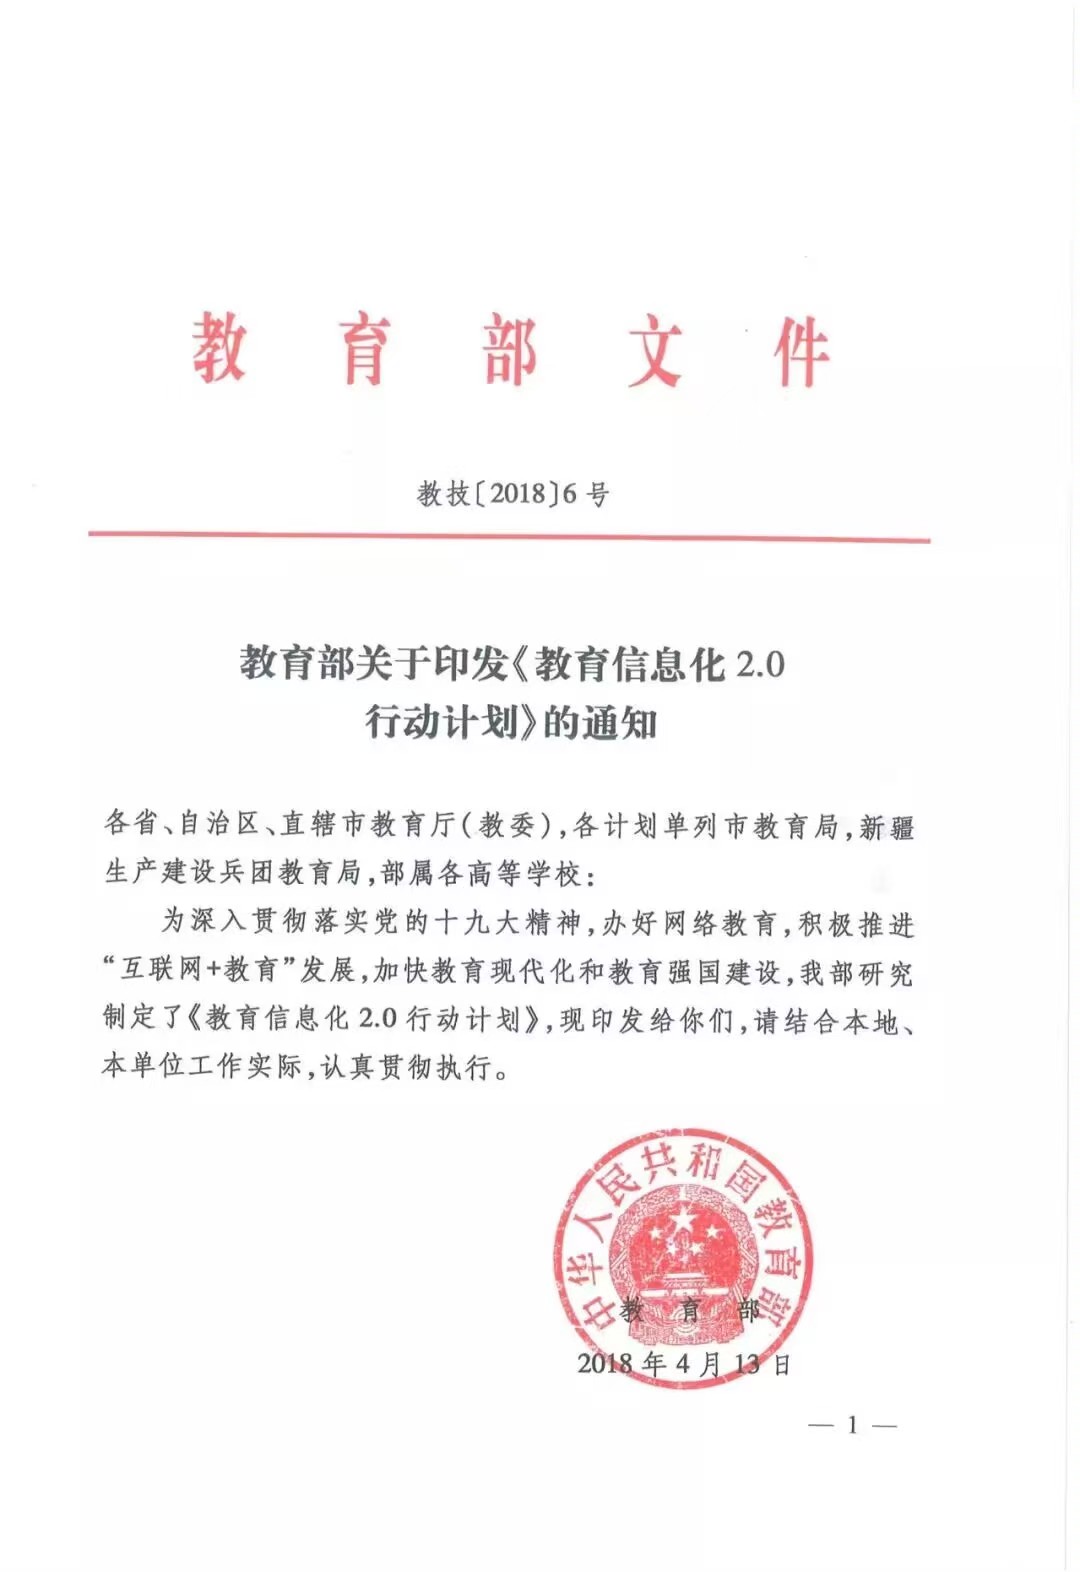 教育部文件
教技〔2018〕6号
教育部关于印发《教育信息化2.0
行动计划》的通知
各省、自治区、直辖市教育厅(教委),各计划单列市教育局,新疆
生产建设兵团教育局,部属各高等学校:
为深入贯彻落实党的十九大精神,办好网络教育,积极推进
“互联网+教育”发展,加快教育现代化和教育强国建设,我部研究
制定了《教育信息化2.0行动计划》,现印发给你们,请结合本地、
本单位工作实际,认真贯彻执行。
中华人民共和国教育部
教育部
2018年4月13日
— 1 —